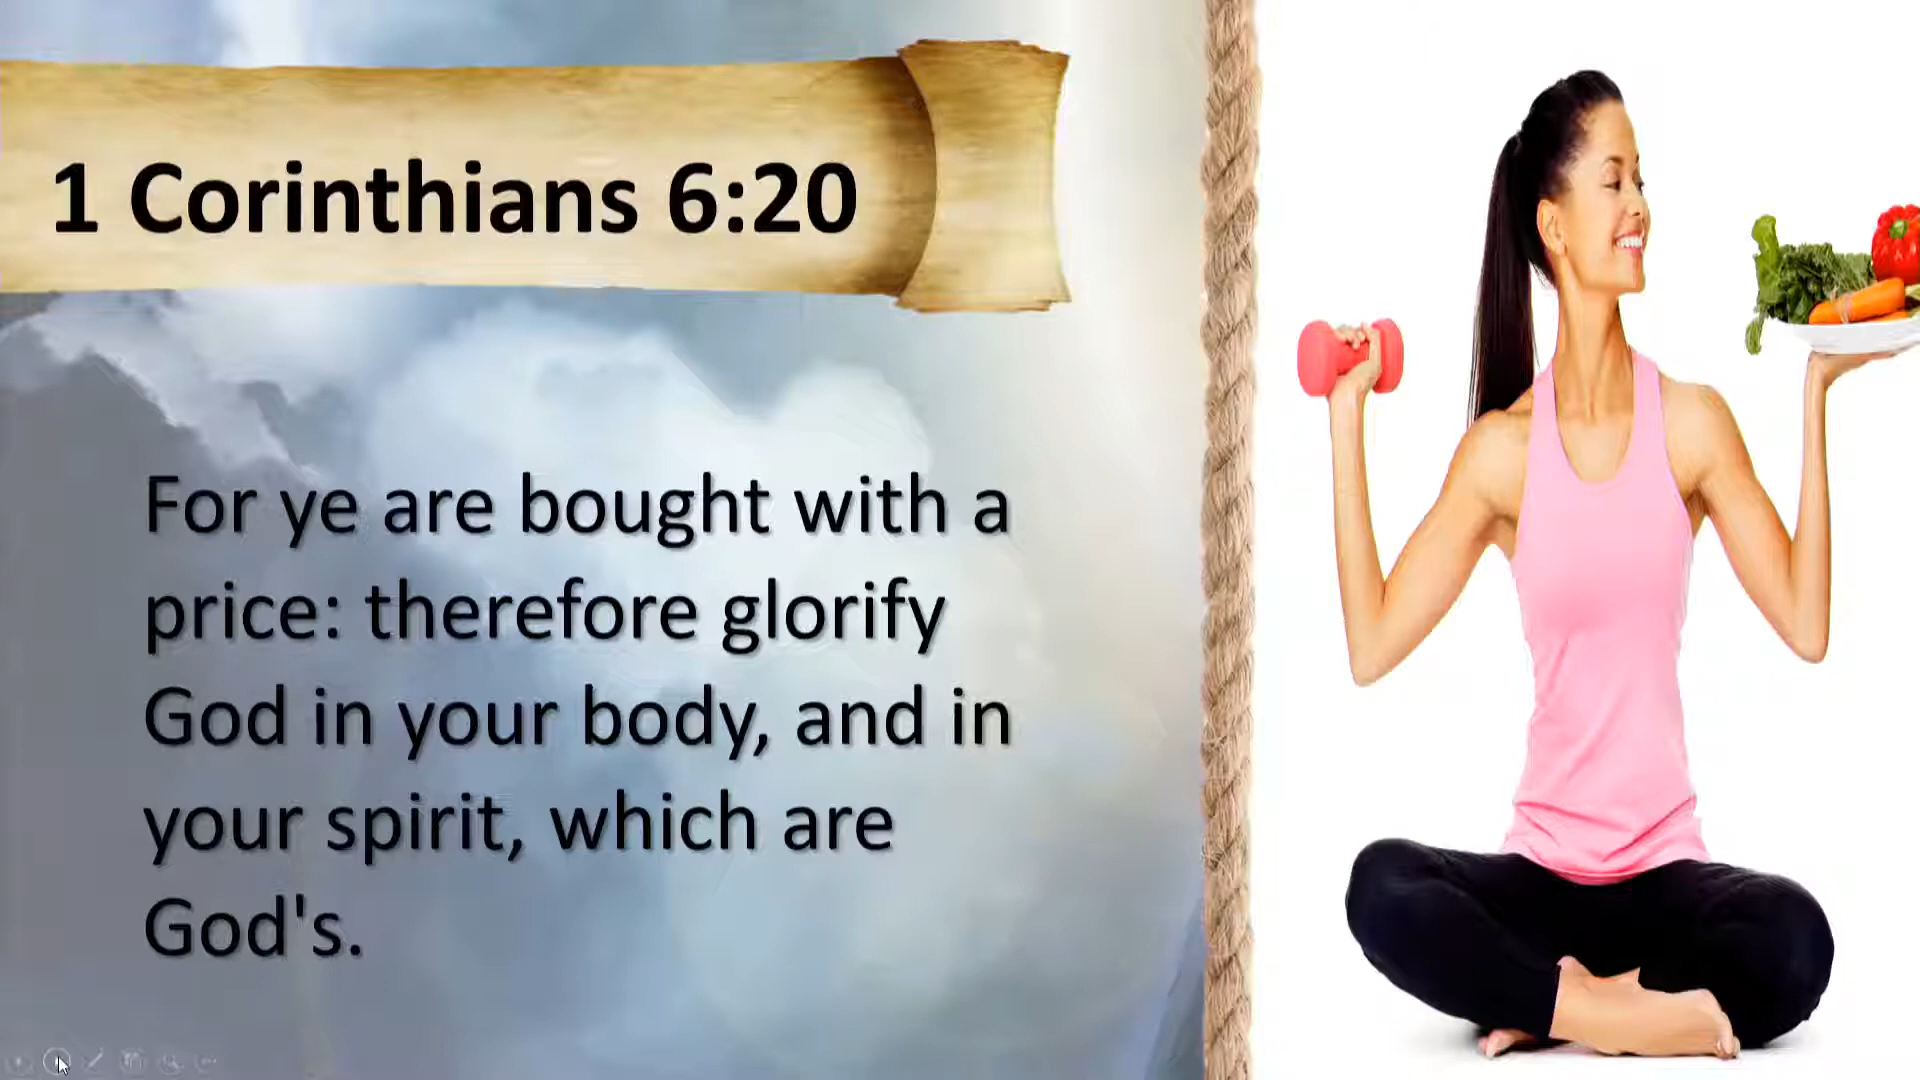 1 Corinthians 6:20
For ye are bought with a
price: therefore glorify
God in your body, and in
your spirit, which are
God's.